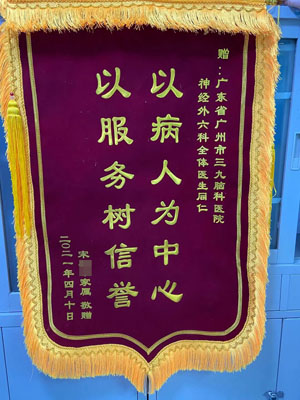 赠：广东省广州市三九脑科医院
神经外六科全体医生同仁
以病人为中心
以服务树信誉
宋 家属 敬赠
二〇二一年四月十日